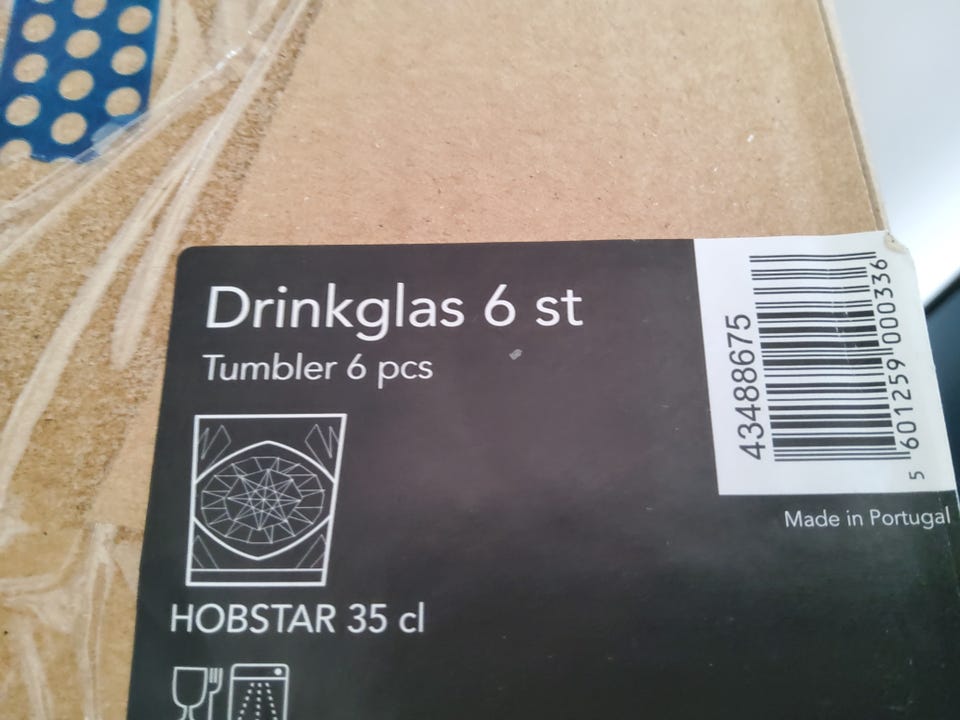 Drinkglas 6 st
Tumbler 6 pcs
HOBSTAR 35 cl
43488675
5 601259 000336
Made in Portugal